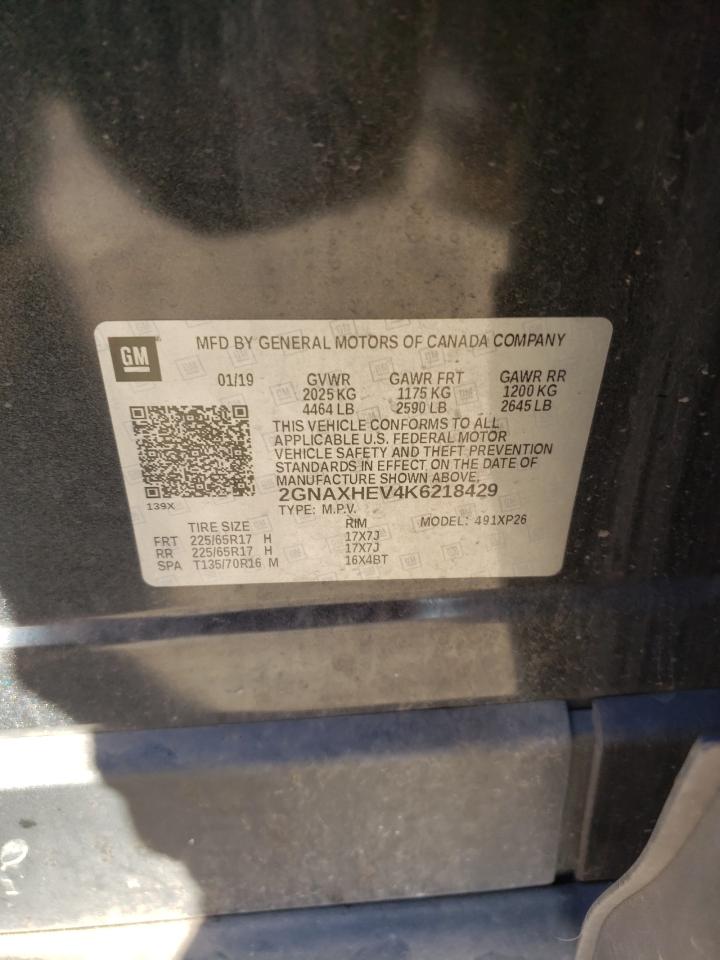 GM
MFD BY GENERAL MOTORS OF CANADA COMPANY
01/19 GVWR GAWR FRT GAWR RR
2025 KG 1175 KG 1200 KG
4464 LB 2590 LB 2645 LB
THIS VEHICLE CONFORMS TO ALL
APPLICABLE U.S. FEDERAL MOTOR
VEHICLE SAFETY AND THEFT PREVENTION
STANDARDS IN EFFECT ON THE DATE OF
MANUFACTURE SHOWN ABOVE.
2GNAXHEV4K6218429
139X
TYPE: M.P.V.
TIRE SIZE RIM MODEL: 491XP26
FRT 225/65R17 H 17X7J
RR 225/65R17 H 17X7J
SPA T135/70R16 M 16X4BT